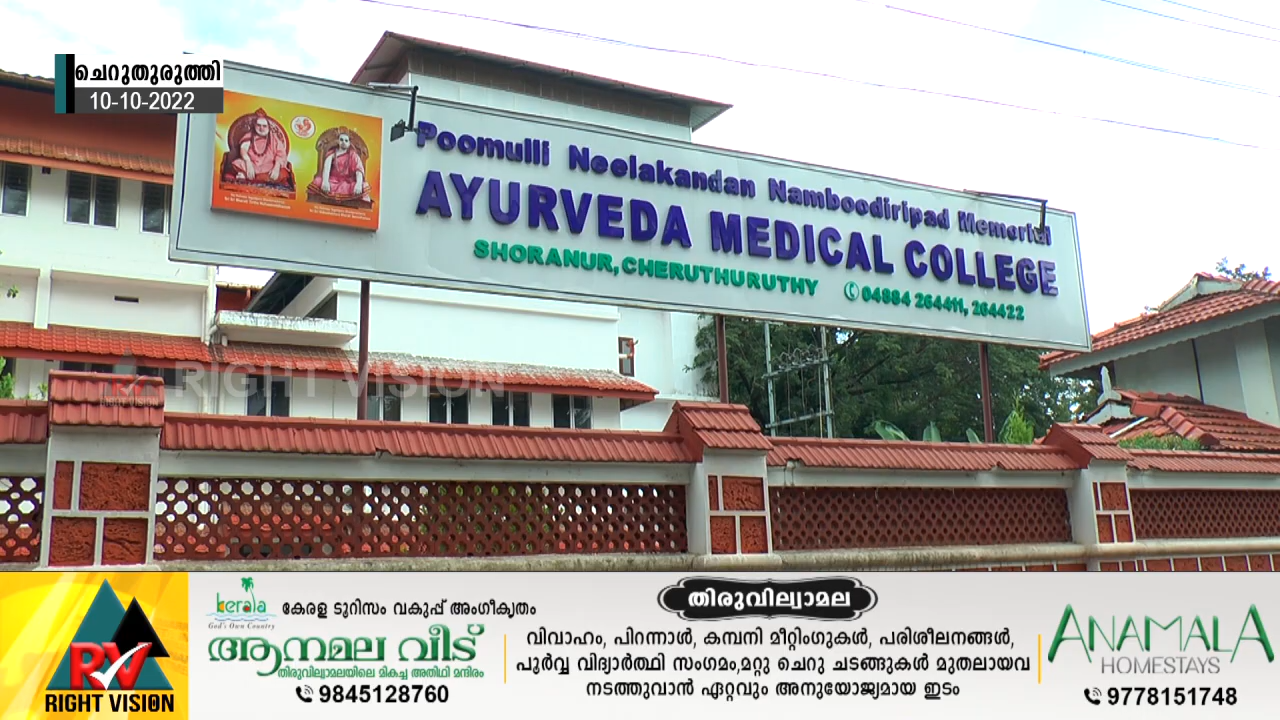 ചെറുതുരുത്തി
10-10-2022
Poomulli Neelakandan Namboodiripad Memorial
AYURVEDA MEDICAL COLLEGE
SHORANUR, CHERUTHURUTHY
04884 264411, 264422
RIGHT VISION
RV
RIGHT VISION
kerala
God's Own Country
കേരള ടൂറിസം വകുപ്പ് അംഗീകൃതം
ആനമല വീട്
തിരുവില്വാമലയിലെ മികച്ച അതിഥി മന്ദിരം
9845128760
തിരുവില്വാമല
വിവാഹം, പിറന്നാൾ, കമ്പനി മീറ്റിംഗുകൾ, പരിശീലനങ്ങൾ,
പൂർവ്വ വിദ്യാർത്ഥി സംഗമം,മറ്റു ചെറു ചടങ്ങുകൾ മുതലായവ
നടത്തുവാൻ ഏറ്റവും അനുയോജ്യമായ ഇടം
ANAMALA
HOMESTAYS
9778151748